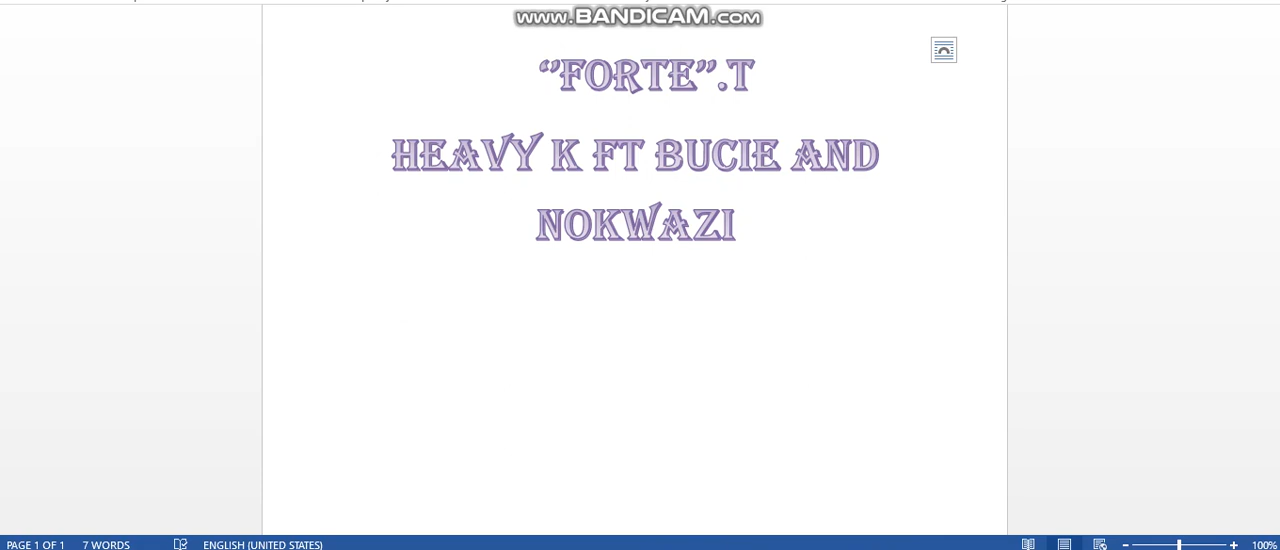 www.BANDICAM.com
‘’FORTE’’.T
HEAVY K FT BUCIE AND
NOKWAZI
PAGE 1 OF 1 7 WORDS ENGLISH (UNITED STATES) 100%